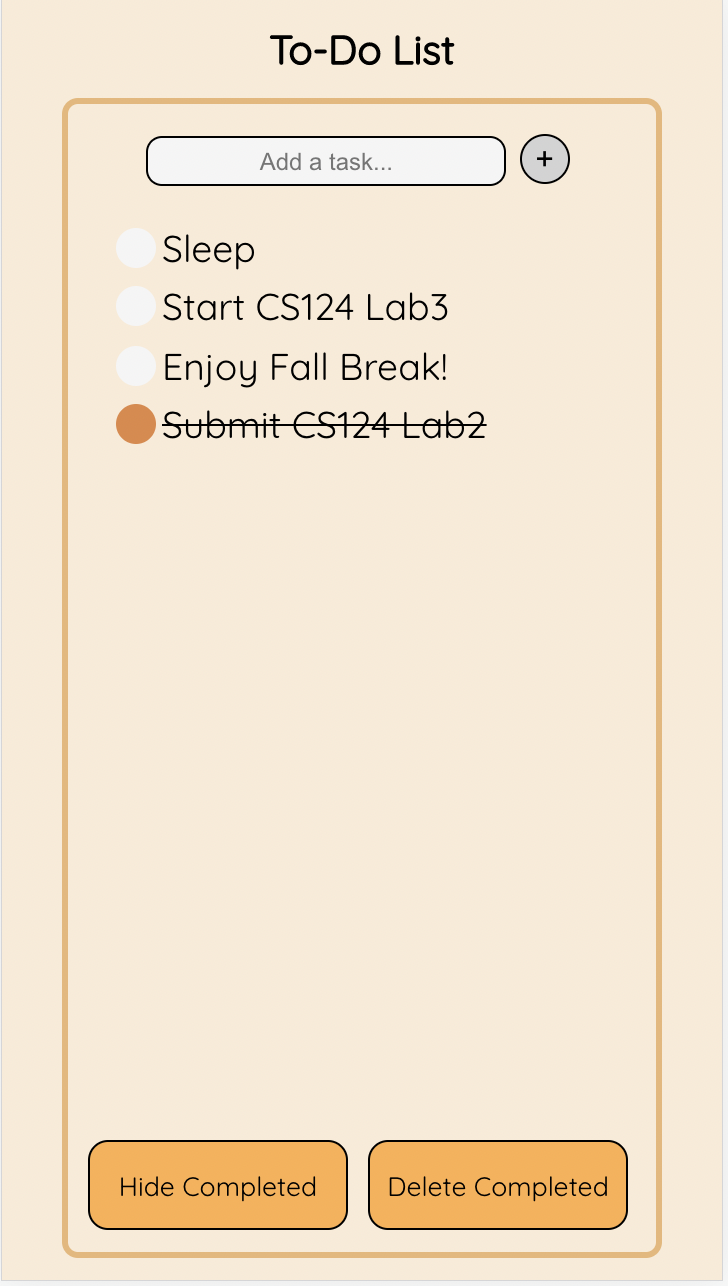 To-Do List
Add a task...
+
Sleep
Start CS124 Lab3
Enjoy Fall Break!
Submit CS124 Lab2
Hide Completed
Delete Completed